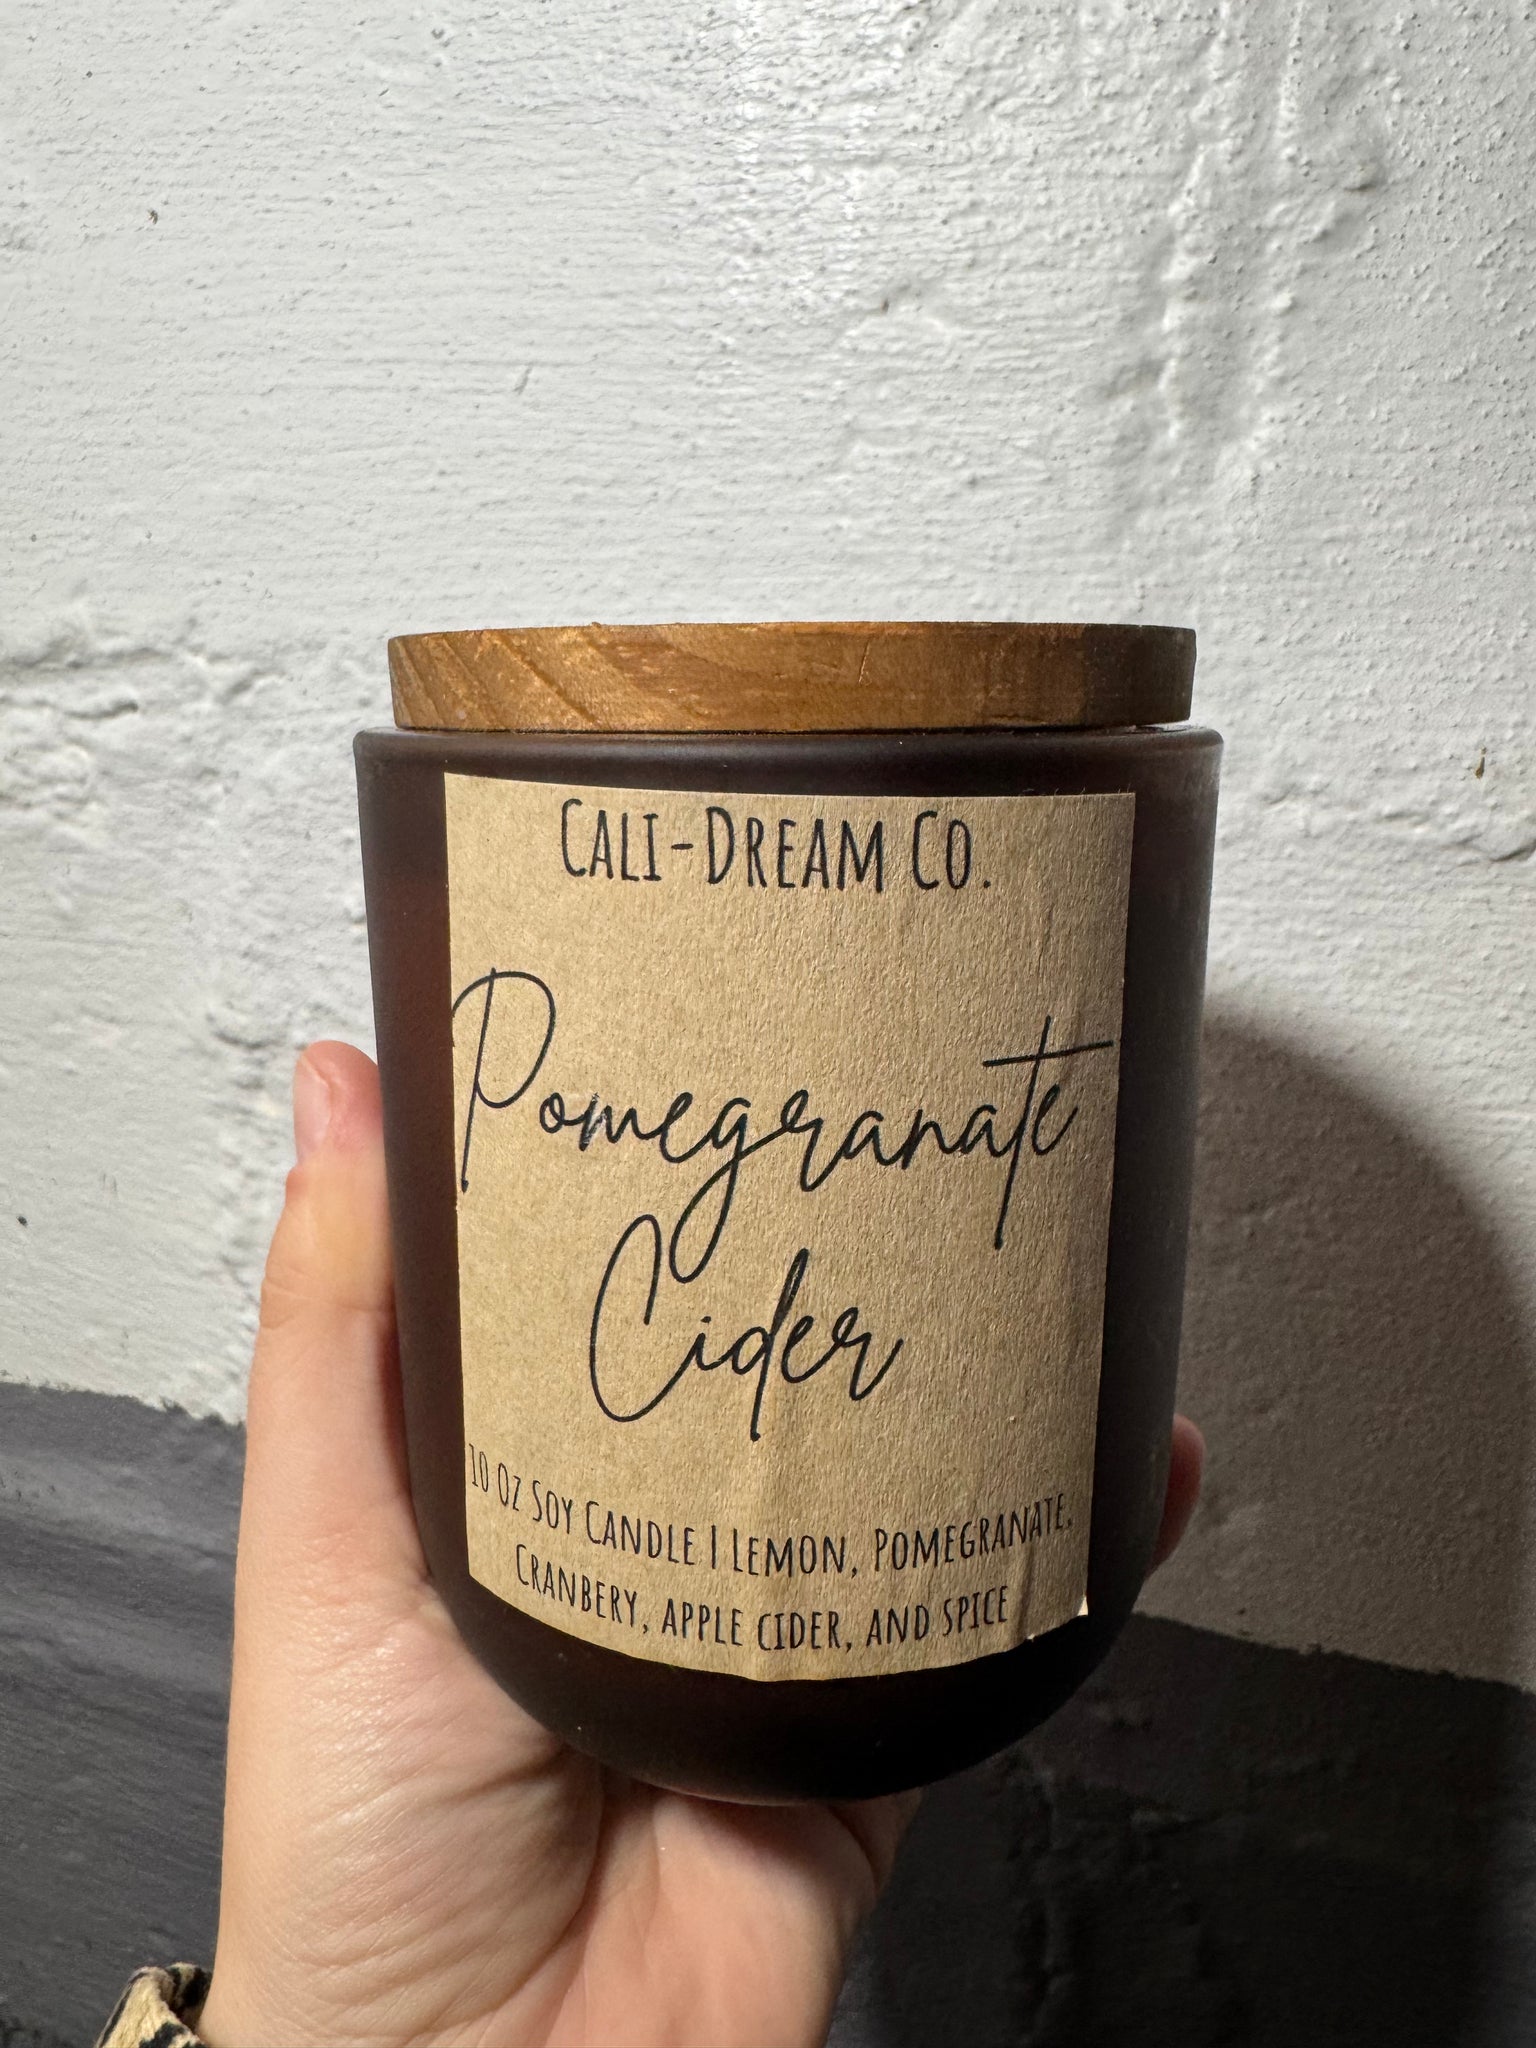 Cali-Dream Co.
Pomegranate
Cider
10 Oz Soy Candle | Lemon, Pomegranate,
Cranbery, apple cider, and spice